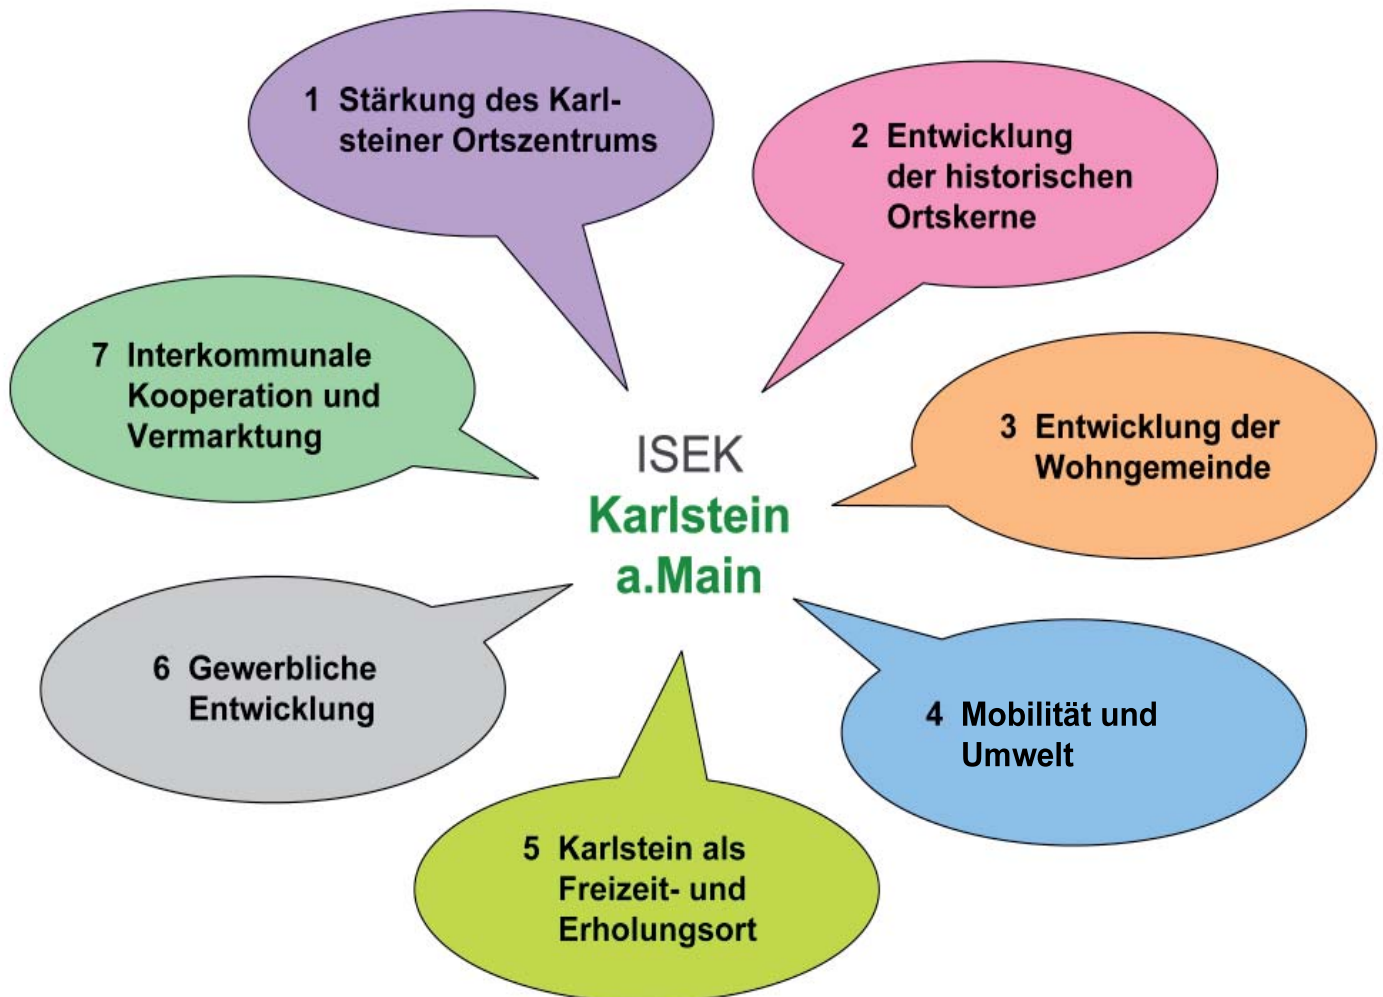 1 Stärkung des Karl-
steiner Ortszentrums
2 Entwicklung
der historischen
Ortskerne
3 Entwicklung der
Wohngemeinde
4 Mobilität und
Umwelt
5 Karlstein als
Freizeit- und
Erholungsort
6 Gewerbliche
Entwicklung
7 Interkommunale
Kooperation und
Vermarktung
ISEK
Karlstein
a.Main